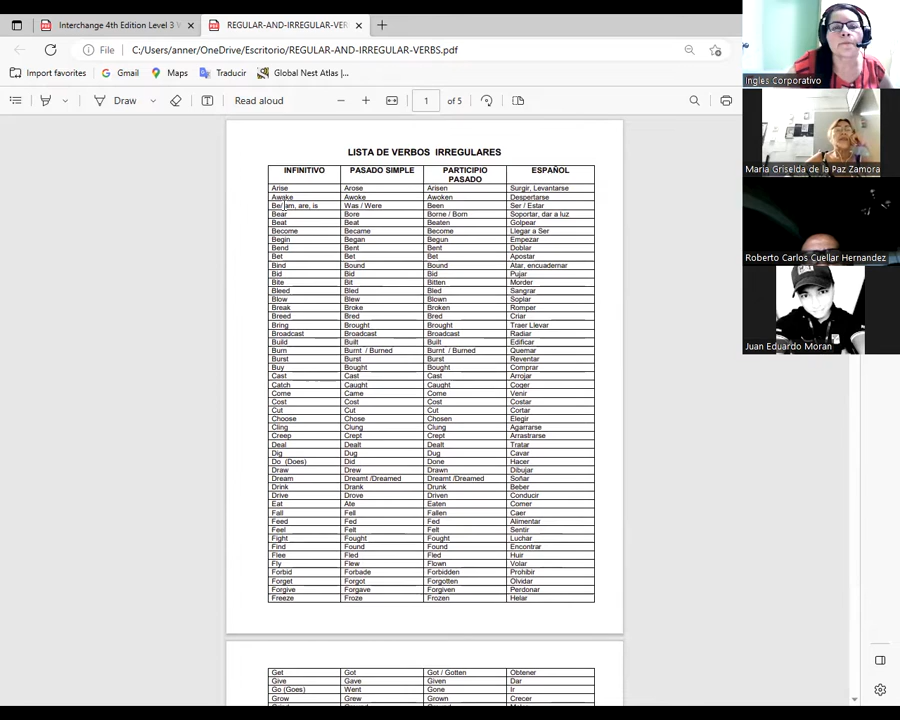 Interchange 4th Edition Level 3
REGULAR-AND-IRREGULAR-VER
File
C:/Users/anner/OneDrive/Escritorio/REGULAR-AND-IRREGULAR-VERBS.pdf
Import favorites Gmail Maps Traducir Global Nest Atlas |...
Draw Read aloud 1 of 5
LISTA DE VERBOS IRREGULARES
INFINITIVO PASADO SIMPLE PARTICIPIO PASADO ESPAÑOL
Arise Arose Arisen Surgir, Levantarse
Awake Awoke Awoken Despertarse
Be/ am, are, is Was / Were Been Ser / Estar
Bear Bore Borne / Born Soportar, dar a luz
Beat Beat Beaten Golpear
Become Became Become Llegar a Ser
Begin Began Begun Empezar
Bend Bent Bent Doblar
Bet Bet Bet Apostar
Bind Bound Bound Atar, encuadernar
Bid Bid Bid Pujar
Bite Bit Bitten Morder
Bleed Bled Bled Sangrar
Blow Blew Blown Soplar
Break Broke Broken Romper
Breed Bred Bred Criar
Bring Brought Brought Traer Llevar
Broadcast Broadcast Broadcast Radiar
Build Built Built Edificar
Burn Burnt / Burned Burnt / Burned Quemar
Burst Burst Burst Reventar
Buy Bought Bought Comprar
Cast Cast Cast Arrojar
Catch Caught Caught Coger
Come Came Come Venir
Cost Cost Cost Costar
Cut Cut Cut Cortar
Choose Chose Chosen Elegir
Cling Clung Clung Agarrarse
Creep Crept Crept Arrastrarse
Deal Dealt Dealt Tratar
Dig Dug Dug Cavar
Do (Does) Did Done Hacer
Draw Drew Drawn Dibujar
Dream Dreamt /Dreamed Dreamt /Dreamed Soñar
Drink Drank Drunk Beber
Drive Drove Driven Conducir
Eat Ate Eaten Comer
Fall Fell Fallen Caer
Feed Fed Fed Alimentar
Feel Felt Felt Sentir
Fight Fought Fought Luchar
Find Found Found Encontrar
Flee Fled Fled Huir
Fly Flew Flown Volar
Forbid Forbade Forbidden Prohibir
Forget Forgot Forgotten Olvidar
Forgive Forgave Forgiven Perdonar
Freeze Froze Frozen Helar
Get Got Got / Gotten Obtener
Give Gave Given Dar
Go (Goes) Went Gone Ir
Grow Grew Grown Crecer
Ingles Corporativo
Maria Griselda de la Paz Zamora
Roberto Carlos Cuellar Hernandez
Juan Eduardo Moran